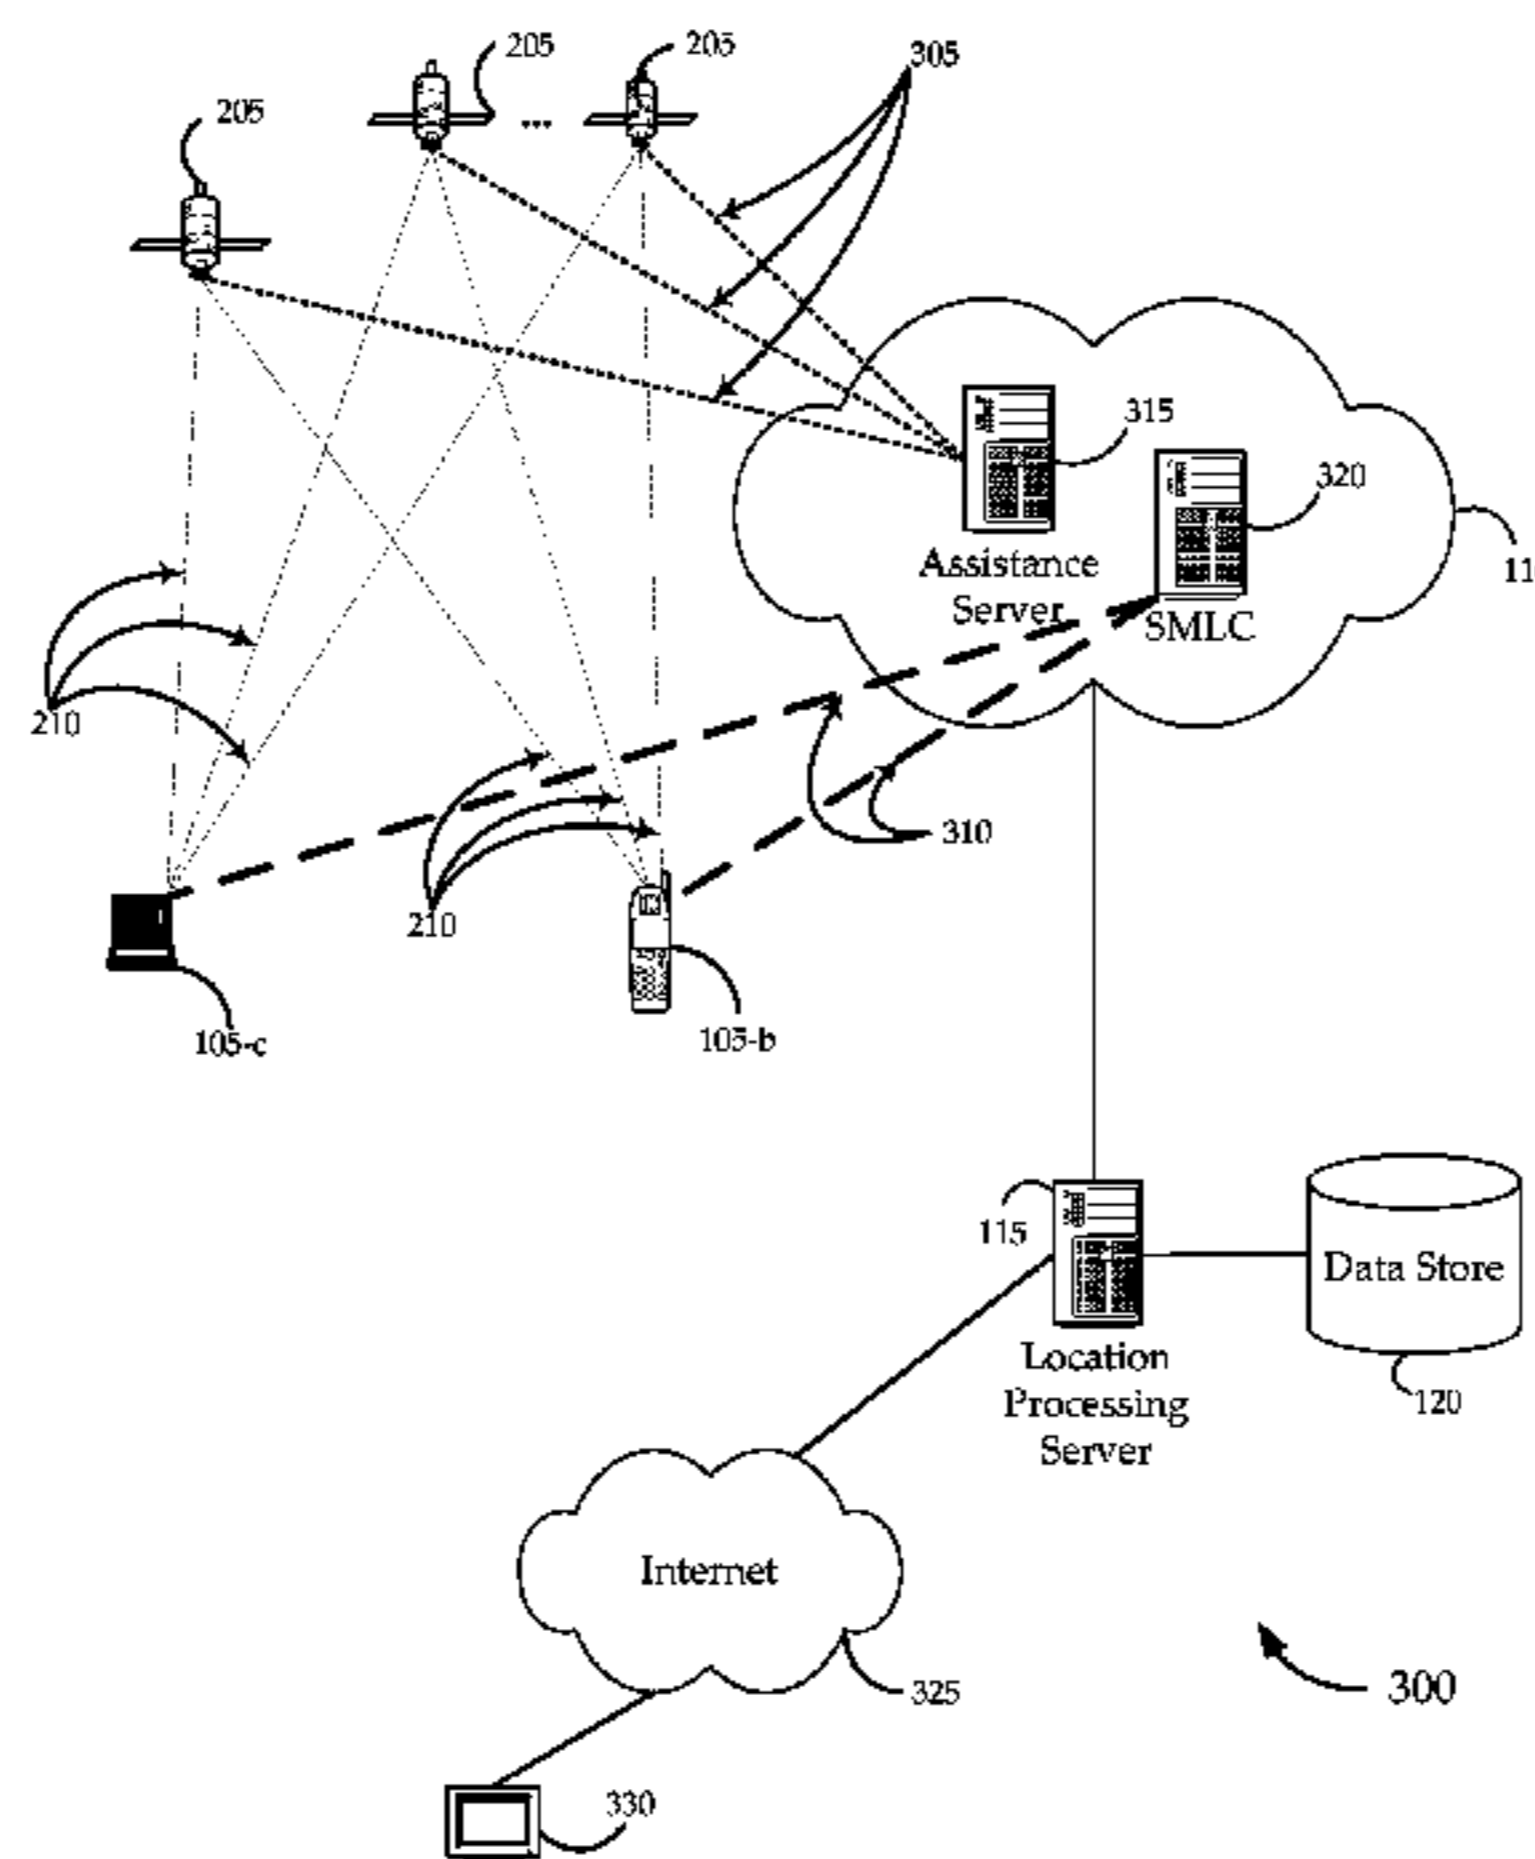 205
205
205
305
315
320
Assistance
Server
SMLC
11
210
210
310
105-c
105-b
115
Data Store
Location
Processing
Server
120
Internet
325
300
330